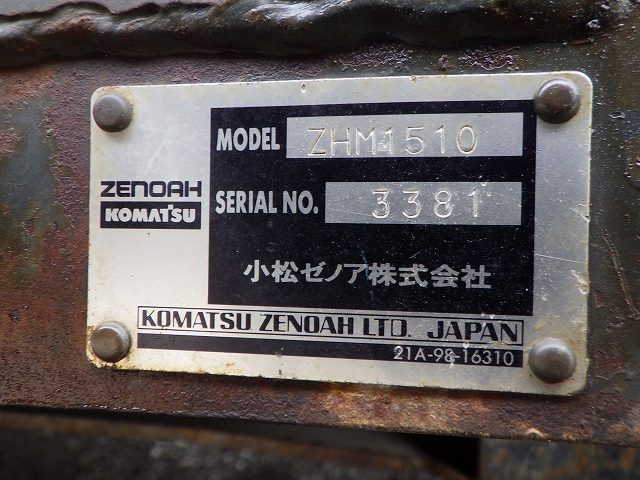 MODEL ZHM1510
ZENOAH
KOMATSU
SERIAL NO. 3381
小松ゼノア株式会社
KOMATSU ZENOAH LTD. JAPAN
21A-98-16310